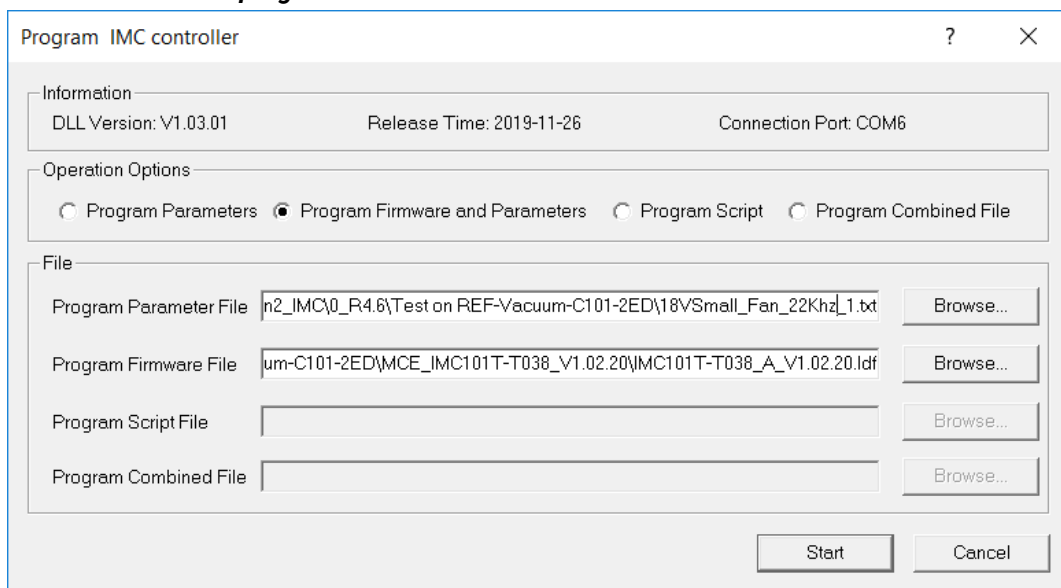 Program IMC controller ? ×
Information
DLL Version: V1.03.01 Release Time: 2019-11-26 Connection Port: COM6
Operation Options
Program Parameters Program Firmware and Parameters Program Script Program Combined File
File
Program Parameter File n2_IMC\0_R4.6\Test on REF-Vacuum-C101-2ED\18VSmall_Fan_22Khz_1.txt Browse...
Program Firmware File um-C101-2ED\MCE_IMC101T-T038_V1.02.20\IMC101T-T038_A_V1.02.20.ldf Browse...
Program Script File Browse...
Program Combined File Browse...
Start Cancel